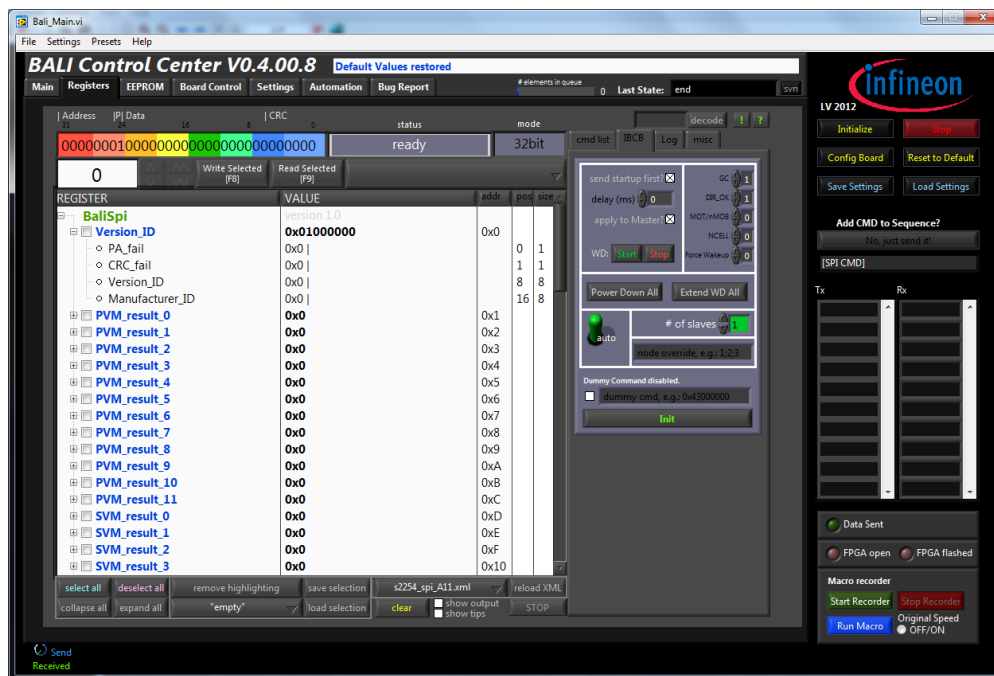 Bali_Main.vi
File Settings Presets Help
BALI Control Center V0.4.00.8 Default Values restored
Main Registers EEPROM Board Control Settings Automation Bug Report
# elements in queue 0 Last State: end svn
infineon
LV 2012
Initialize Stop
Config Board Reset to Default
Save Settings Load Settings
Add CMD to Sequence?
No, just send it!
[SPI CMD]
Tx Rx
Data Sent
FPGA open FPGA flashed
Macro recorder
Start Recorder Stop Recorder
Run Macro Original Speed OFF/ON
| Address |P| Data | CRC
31 24 16 8 0 status mode
00000001000000000000000000000000 ready 32bit
0 Write Selected [F8] Read Selected [F9]
REGISTER VALUE addr pos size
BaliSpi version 1.0
Version_ID 0x01000000 0x0
PA_fail 0x0 | 0 1
CRC_fail 0x0 | 1 1
Version_ID 0x0 | 8 8
Manufacturer_ID 0x0 | 16 8
PVM_result_0 0x0 0x1
PVM_result_1 0x0 0x2
PVM_result_2 0x0 0x3
PVM_result_3 0x0 0x4
PVM_result_4 0x0 0x5
PVM_result_5 0x0 0x6
PVM_result_6 0x0 0x7
PVM_result_7 0x0 0x8
PVM_result_8 0x0 0x9
PVM_result_9 0x0 0xA
PVM_result_10 0x0 0xB
PVM_result_11 0x0 0xC
SVM_result_0 0x0 0xD
SVM_result_1 0x0 0xE
SVM_result_2 0x0 0xF
SVM_result_3 0x0 0x10
select all deselect all remove highlighting save selection s2254_spi_A11.xml reload XML
collapse all expand all "empty" load selection clear show output STOP
show tips
decode ! ?
cmd list IBCB Log misc
send startup first? GC 1
delay (ms) 0 DIR_OK 1
apply to Master? MOT/nMOB 0
NCELL 0
WD: Start Stop Force Wakeup 0
Power Down All Extend WD All
auto # of slaves 1
node override, e.g.: 1;2;3
Dummy Command disabled.
dummy cmd, e.g.: 0x43000000
Init
Send
Received